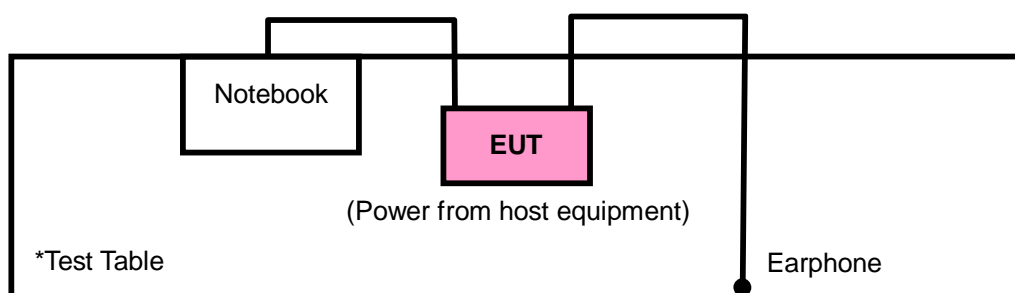 Notebook
EUT
(Power from host equipment)
*Test Table
Earphone